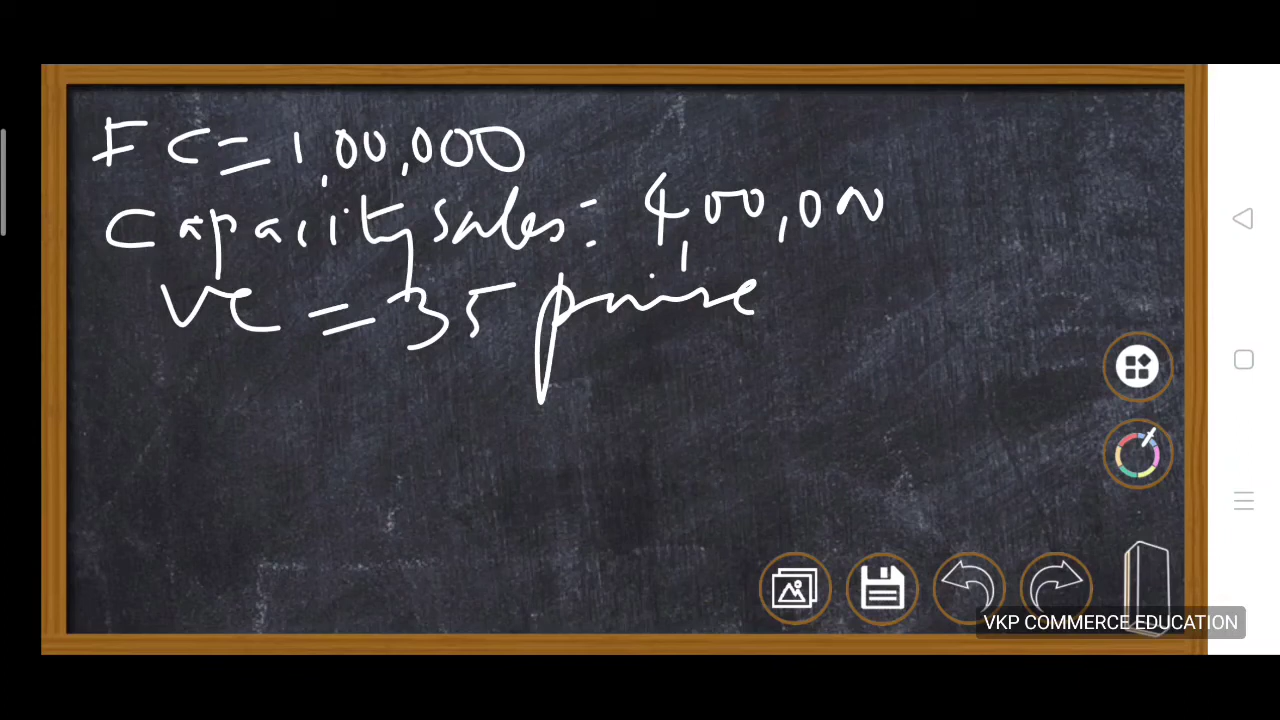 FC = 1,00,000
Capacity sales: 4,00,000
VC = 35 paise
VKP COMMERCE EDUCATION